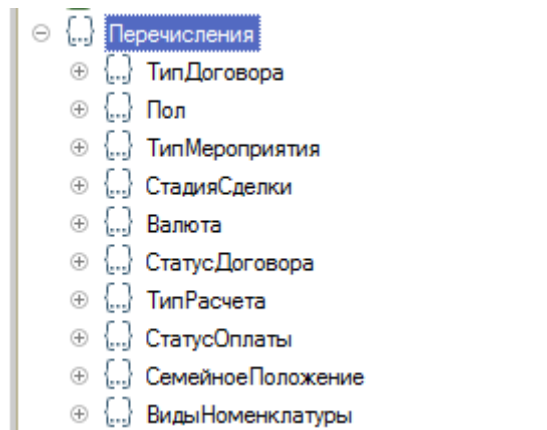 Перечисления
ТипДоговора
Пол
ТипМероприятия
СтадияСделки
Валюта
СтатусДоговора
ТипРасчета
СтатусОплаты
СемейноеПоложение
ВидыНоменклатуры